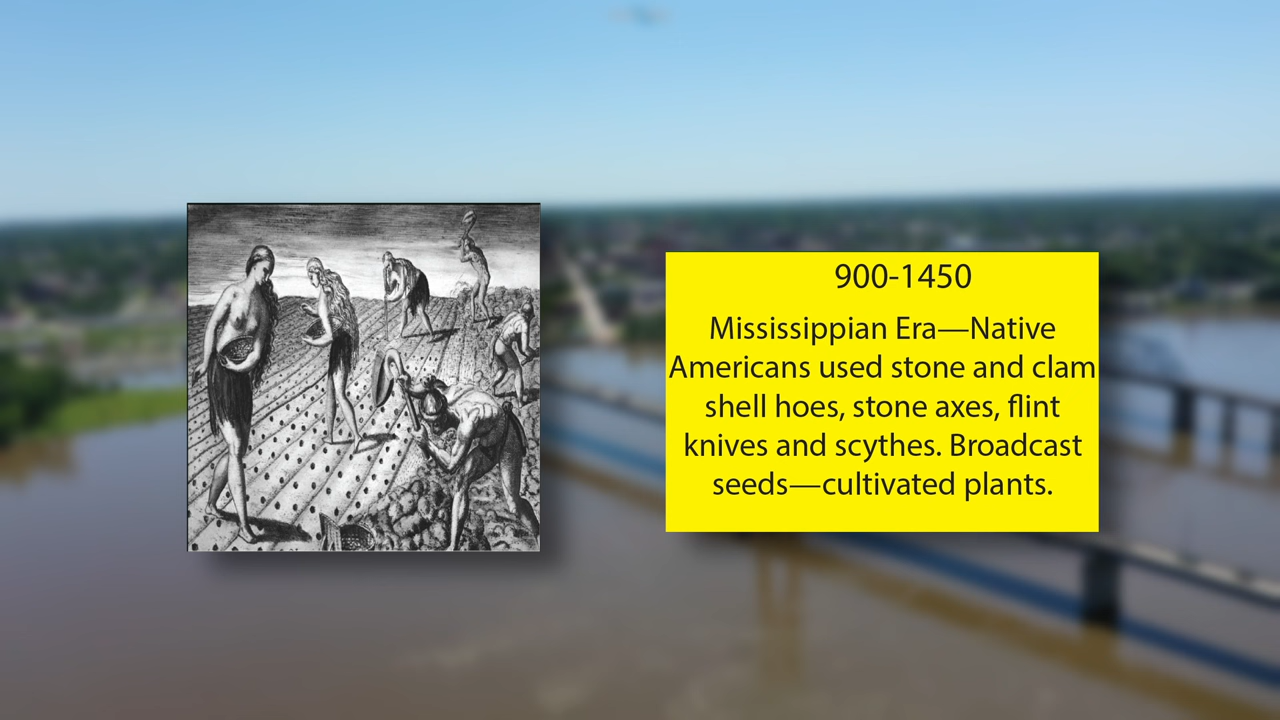 900-1450
Mississippian Era—Native
Americans used stone and clam
shell hoes, stone axes, flint
knives and scythes. Broadcast
seeds—cultivated plants.